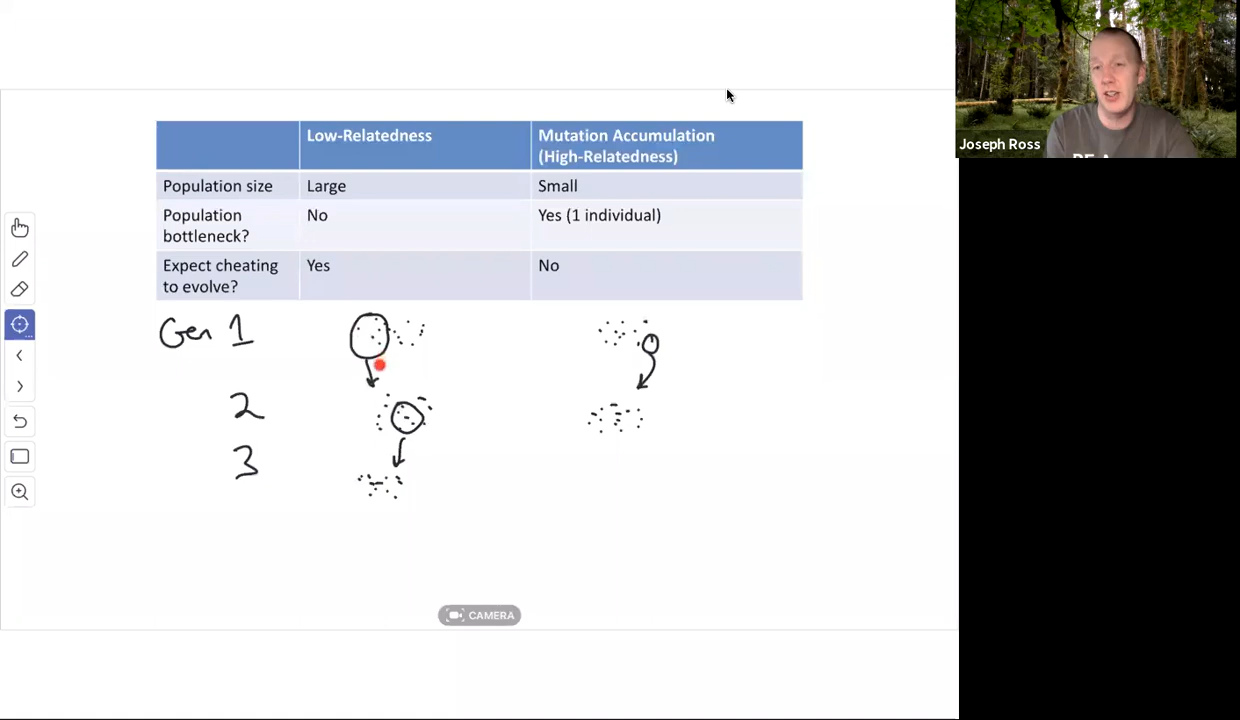 Low-Relatedness
Mutation Accumulation
(High-Relatedness)
Population size
Large
Small
Population
bottleneck?
No
Yes (1 individual)
Expect cheating
to evolve?
Yes
No
Gen 1
2
3
CAMERA
Joseph Ross